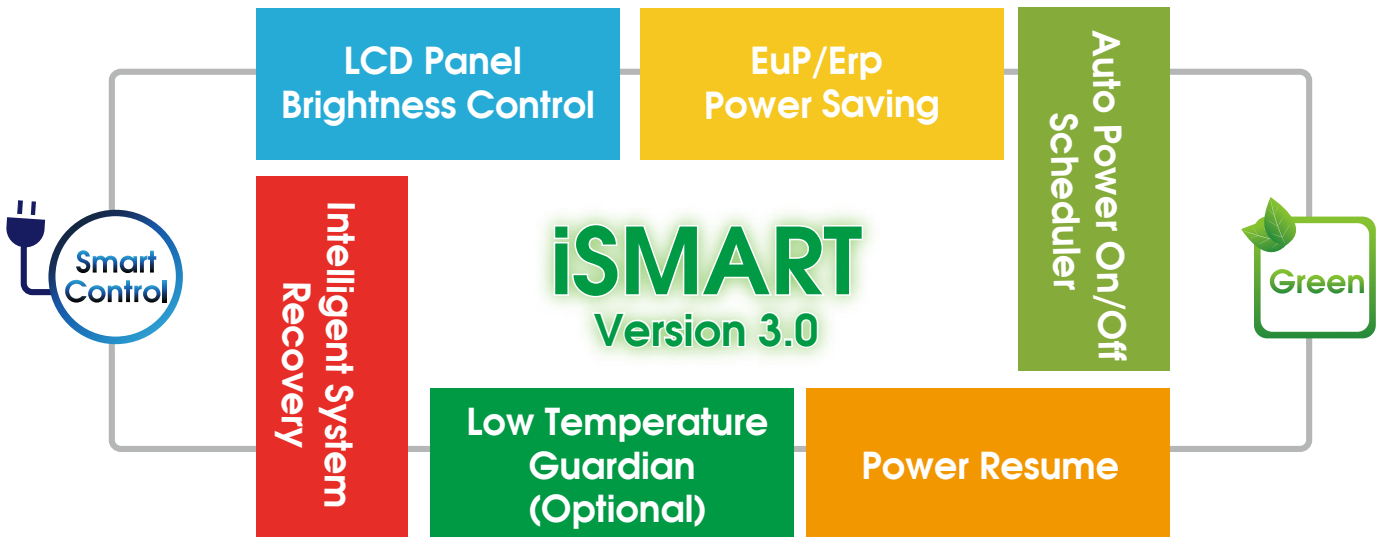 LCD Panel
Brightness Control
EuP/Erp
Power Saving
Auto Power On/Off
Scheduler
Smart
Control
Intelligent System
Recovery
iSMART
Version 3.0
Green
Low Temperature
Guardian
(Optional)
Power Resume